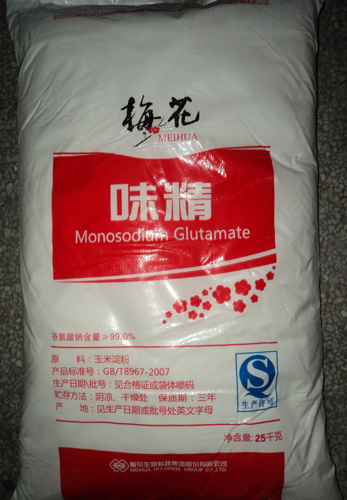 梅花
MEIHUA
味精
Monosodium Glutamate
谷氨酸钠含量≥99.0%
原 料：玉米淀粉
产品标准号：GB/T8967-2007
生产日期\批号：见合格证或袋体喷码
贮存方法：阴凉、干燥处 保质期：三年
产 地：见生产日期或批号处英文字母
生产许可
净含量:25千克
梅花生物科技集团股份有限公司
MEIHUA HOLDINGS GROUP CO.,LTD.